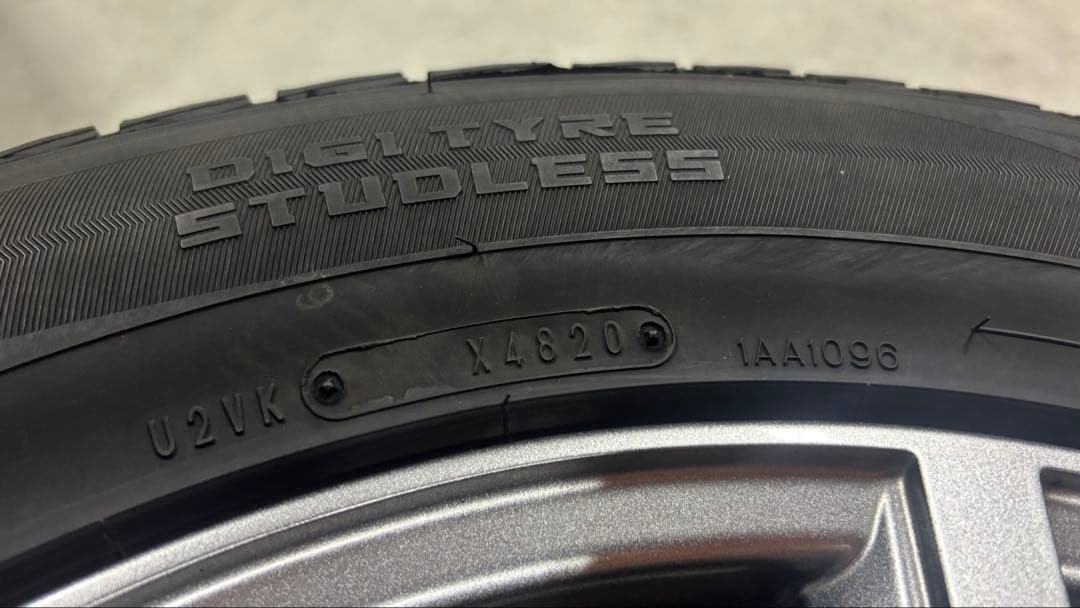 DIGI TYRE
STUDLESS
U2VK X4820 1AA1096